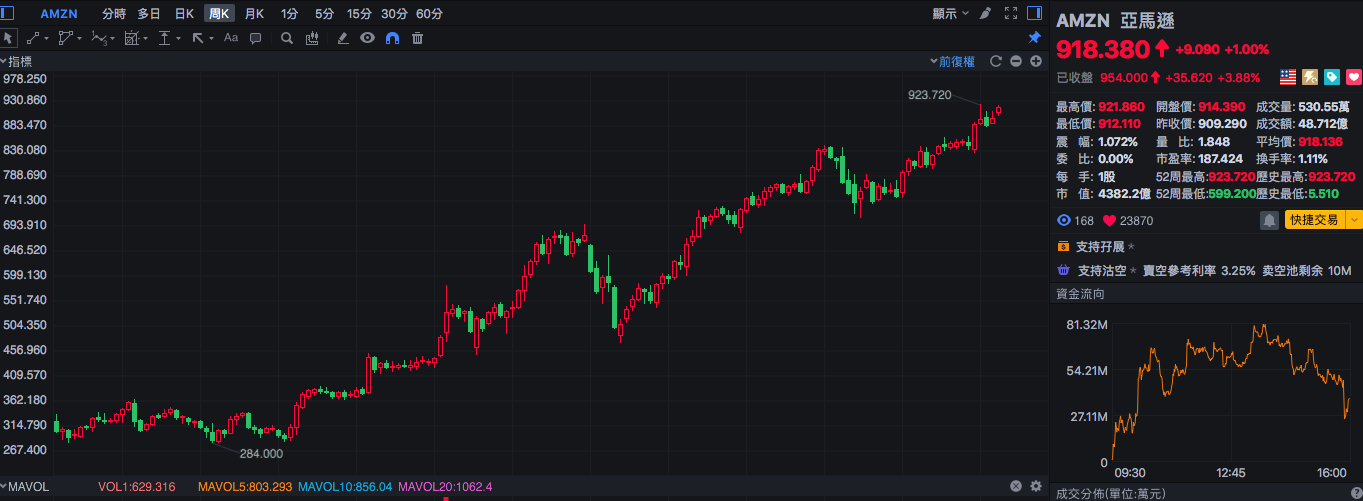 AMZN 分時 多日 日K 周K 月K 1分 5分 15分 30分 60分 顯示
Aa
指標 前復權
978.250
930.860
883.470
836.080
788.690
741.300
693.910
646.520
599.130
551.740
504.350
456.960
409.570
362.180
314.790
267.400
923.720
284.000
MAVOL VOL1:629.316 MAVOL5:803.293 MAVOL10:856.04 MAVOL20:1062.4
AMZN 亞馬遜
918.380 +9.090 +1.00%
已收盤 954.000 +35.620 +3.88%
最高價: 921.860 開盤價: 914.390 成交量: 530.55萬
最低價: 912.110 昨收價: 909.290 成交額: 48.712億
震 幅: 1.072% 量 比: 1.848 平均價: 918.136
委 比: 0.00% 市盈率: 187.424 換手率: 1.11%
每 手: 1股 52周最高:923.720 歷史最高:923.720
市 值: 4382.2億 52周最低:599.200 歷史最低:5.510
168 23870 快捷交易
支持孖展*
支持沽空* 賣空參考利率 3.25% 卖空池剩余 10M
資金流向
81.32M
54.21M
27.11M
0
09:30 12:45 16:00
成交分佈(單位:萬元) ?